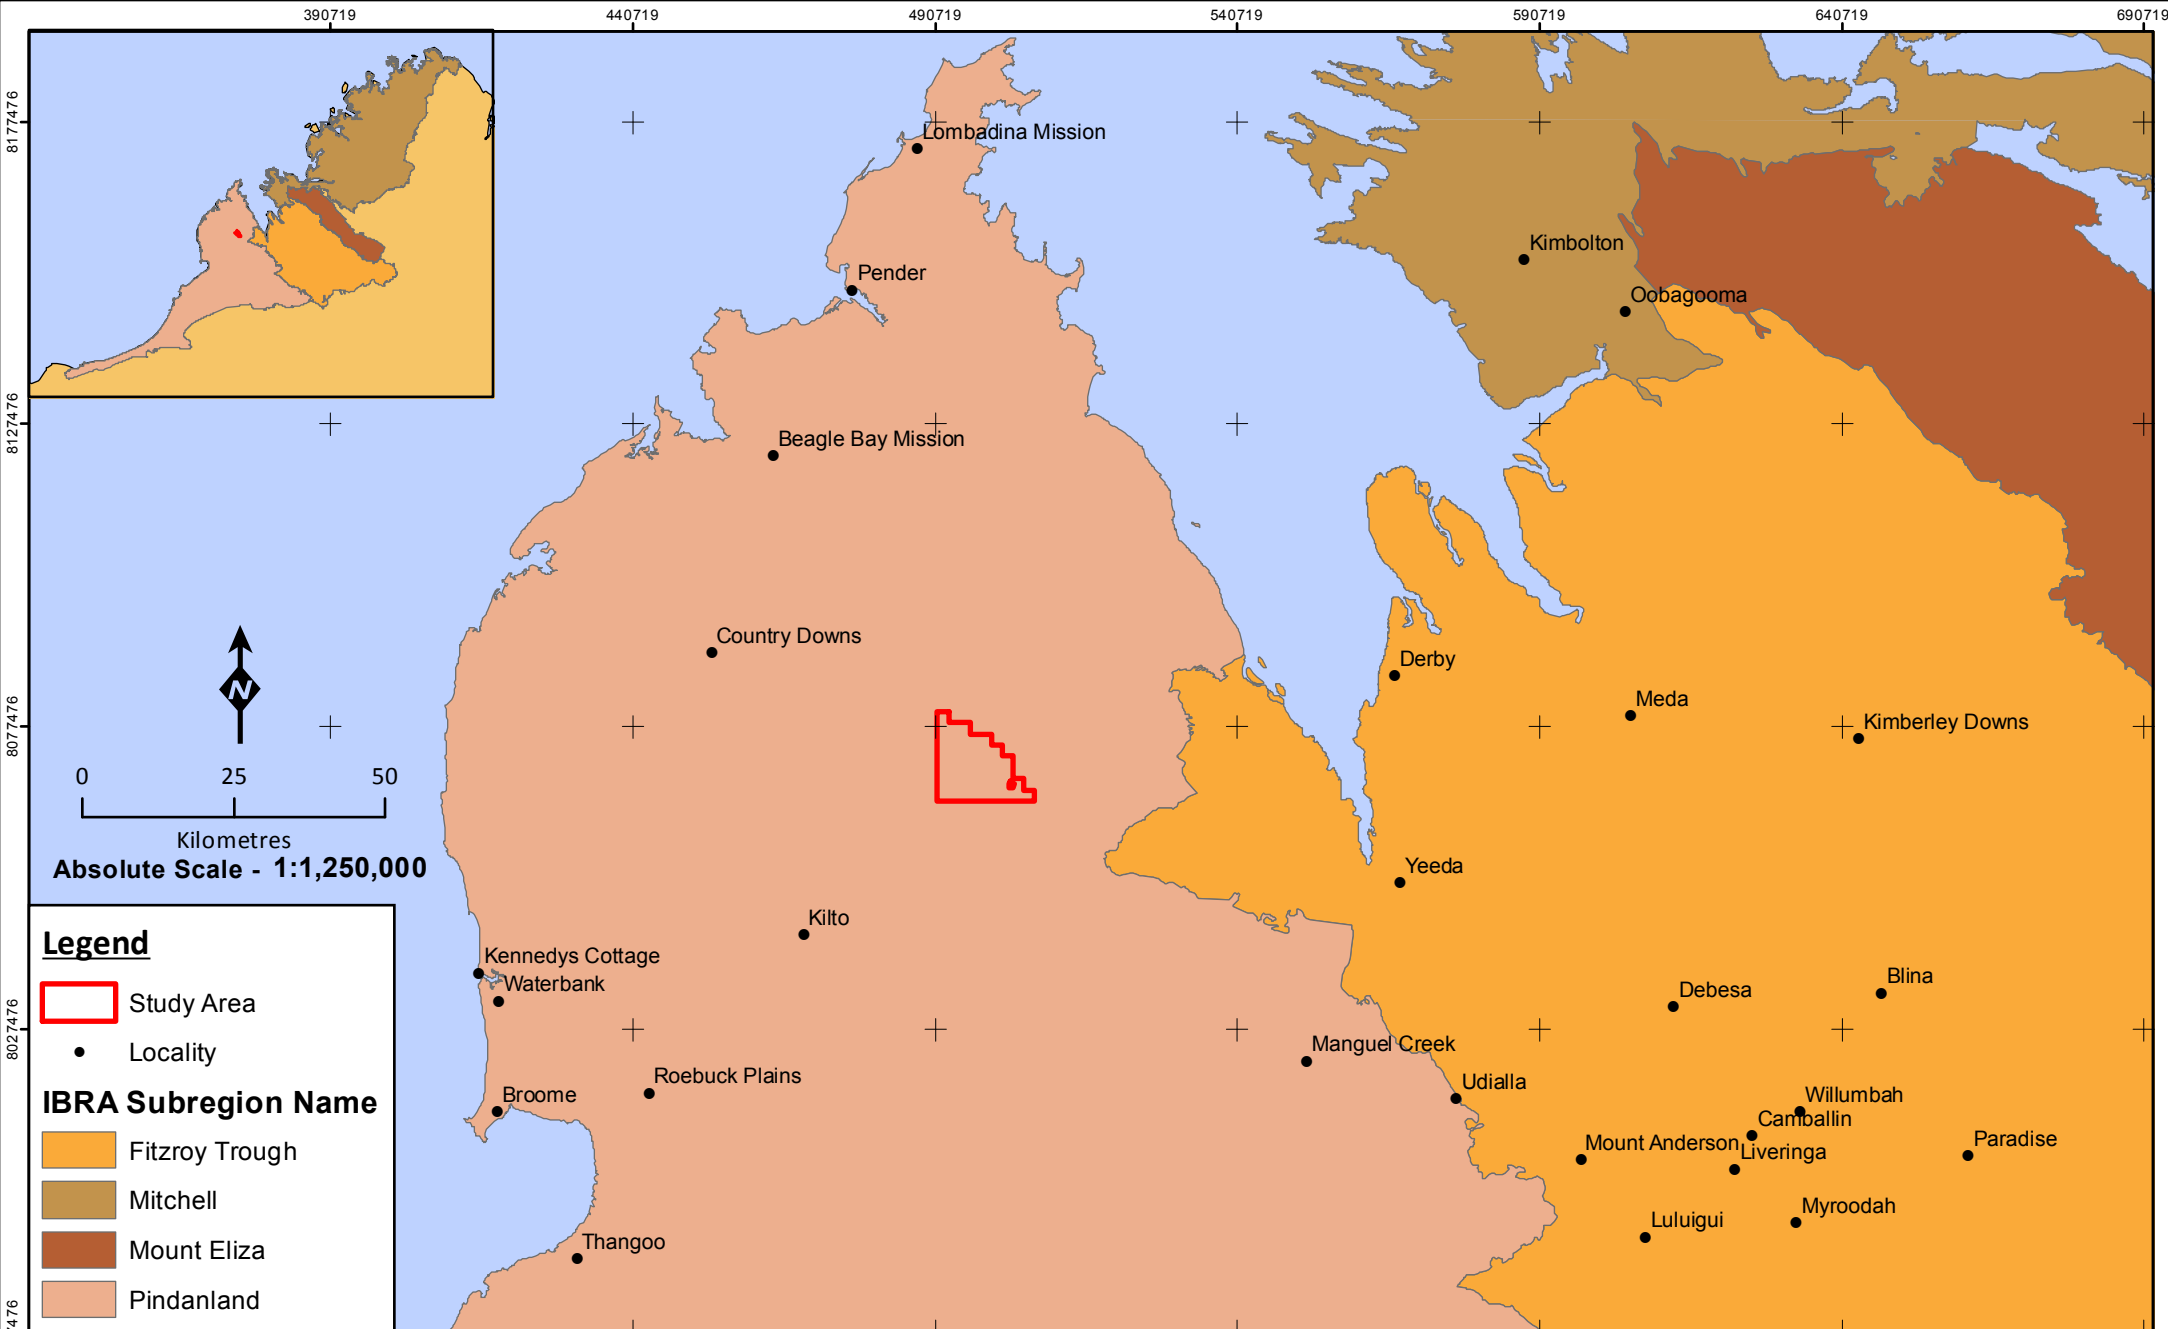 390719
440719
490719
540719
590719
640719
690719
8177476
Lombadina Mission
Kimbolton
Pender
Oobagooma
8127476
Beagle Bay Mission
Country Downs
Derby
N
Meda
8077476
Kimberley Downs
0 25 50
Kilometres
Absolute Scale - 1:1,250,000
Yeeda
Kilto
Legend
Kennedys Cottage
Waterbank
Blina
Debesa
Study Area
8027476
Locality
Manguel Creek
Roebuck Plains
Udialla
IBRA Subregion Name
Broome
Willumbah
Camballin
Mount Anderson
Liveringa
Paradise
Fitzroy Trough
Mitchell
Myroodah
Luluigui
Thangoo
Mount Eliza
Pindanland